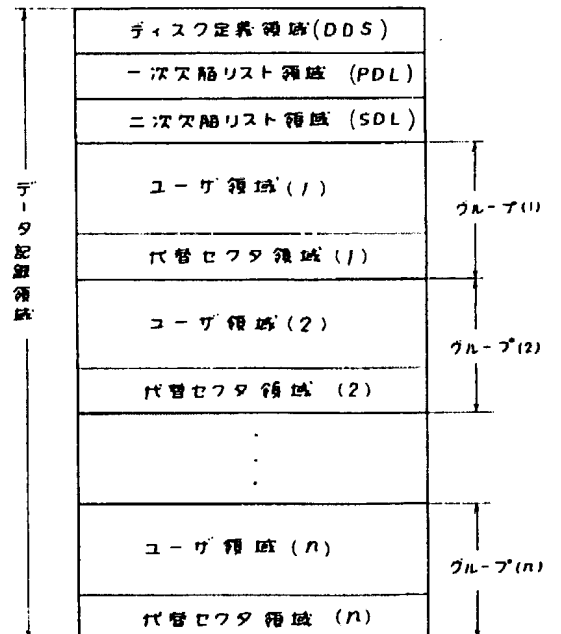 ディスク定義領域(DDS)
一次欠陥リスト領域 (PDL)
二次欠陥リスト領域 (SDL)
ユーザ領域(1)
代替セクタ領域(1)
グループ(1)
ユーザ領域(2)
代替セクタ領域 (2)
グループ(2)
・
・
・
ユーザ領域(n)
代替セクタ領域 (n)
グループ(n)
データ記録領域